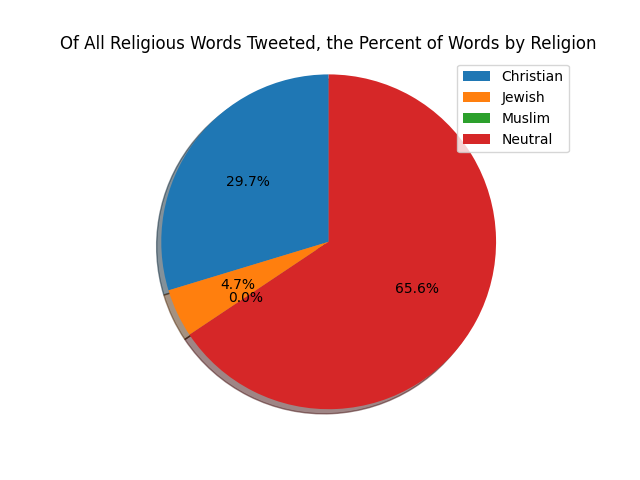 Of All Religious Words Tweeted, the Percent of Words by Religion
Christian
Jewish
Muslim
Neutral
29.7%
4.7%
0.0%
65.6%